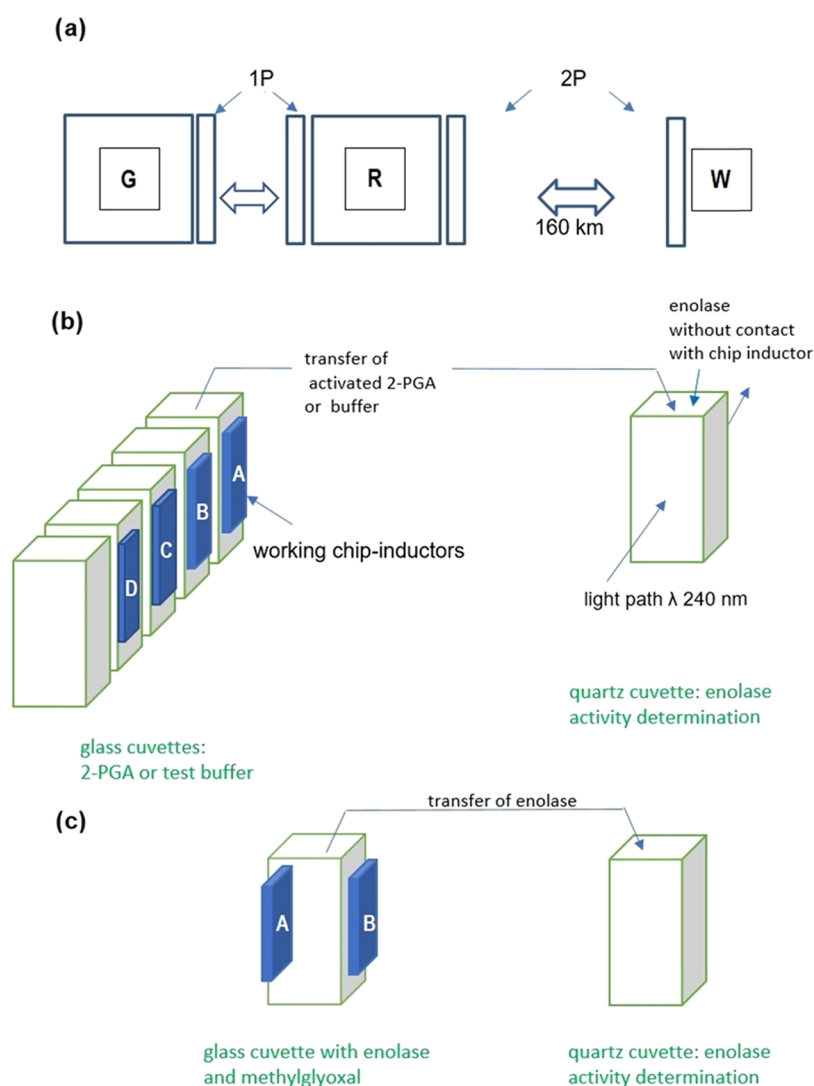 (a)
1P
2P
G
R
W
160 km
(b)
enolase
without contact
with chip inductor
transfer of
activated 2-PGA
or buffer
A
B
C
D
working chip-inductors
light path λ 240 nm
quartz cuvette: enolase
activity determination
glass cuvettes:
2-PGA or test buffer
(c)
transfer of enolase
A
B
glass cuvette with enolase
and methylglyoxal
quartz cuvette: enolase
activity determination